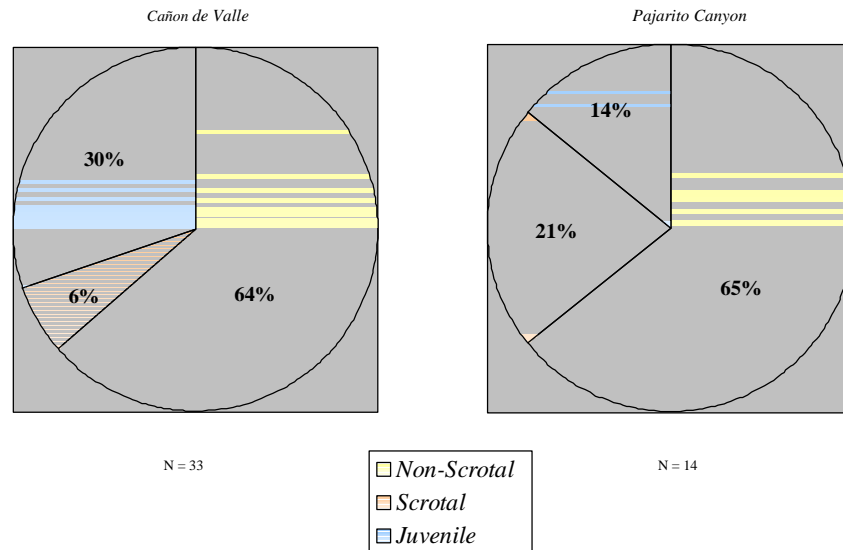 Cañon de Valle
Pajarito Canyon
30%
14%
21%
6%
64%
65%
N = 33
N = 14
Non-Scrotal
Scrotal
Juvenile